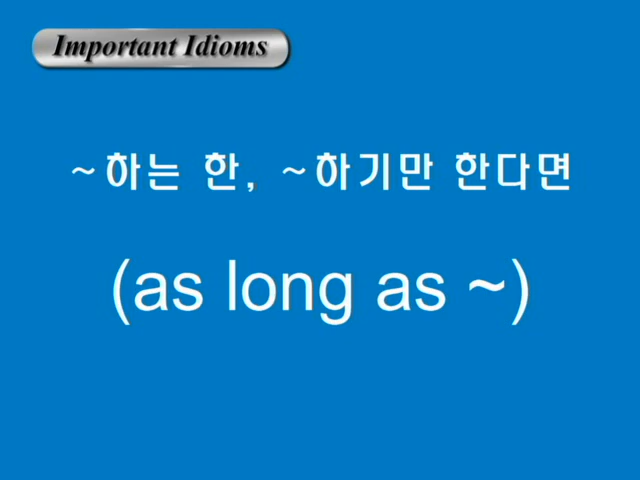 Important Idioms
~하는 한, ~하기만 한다면
(as long as ~)